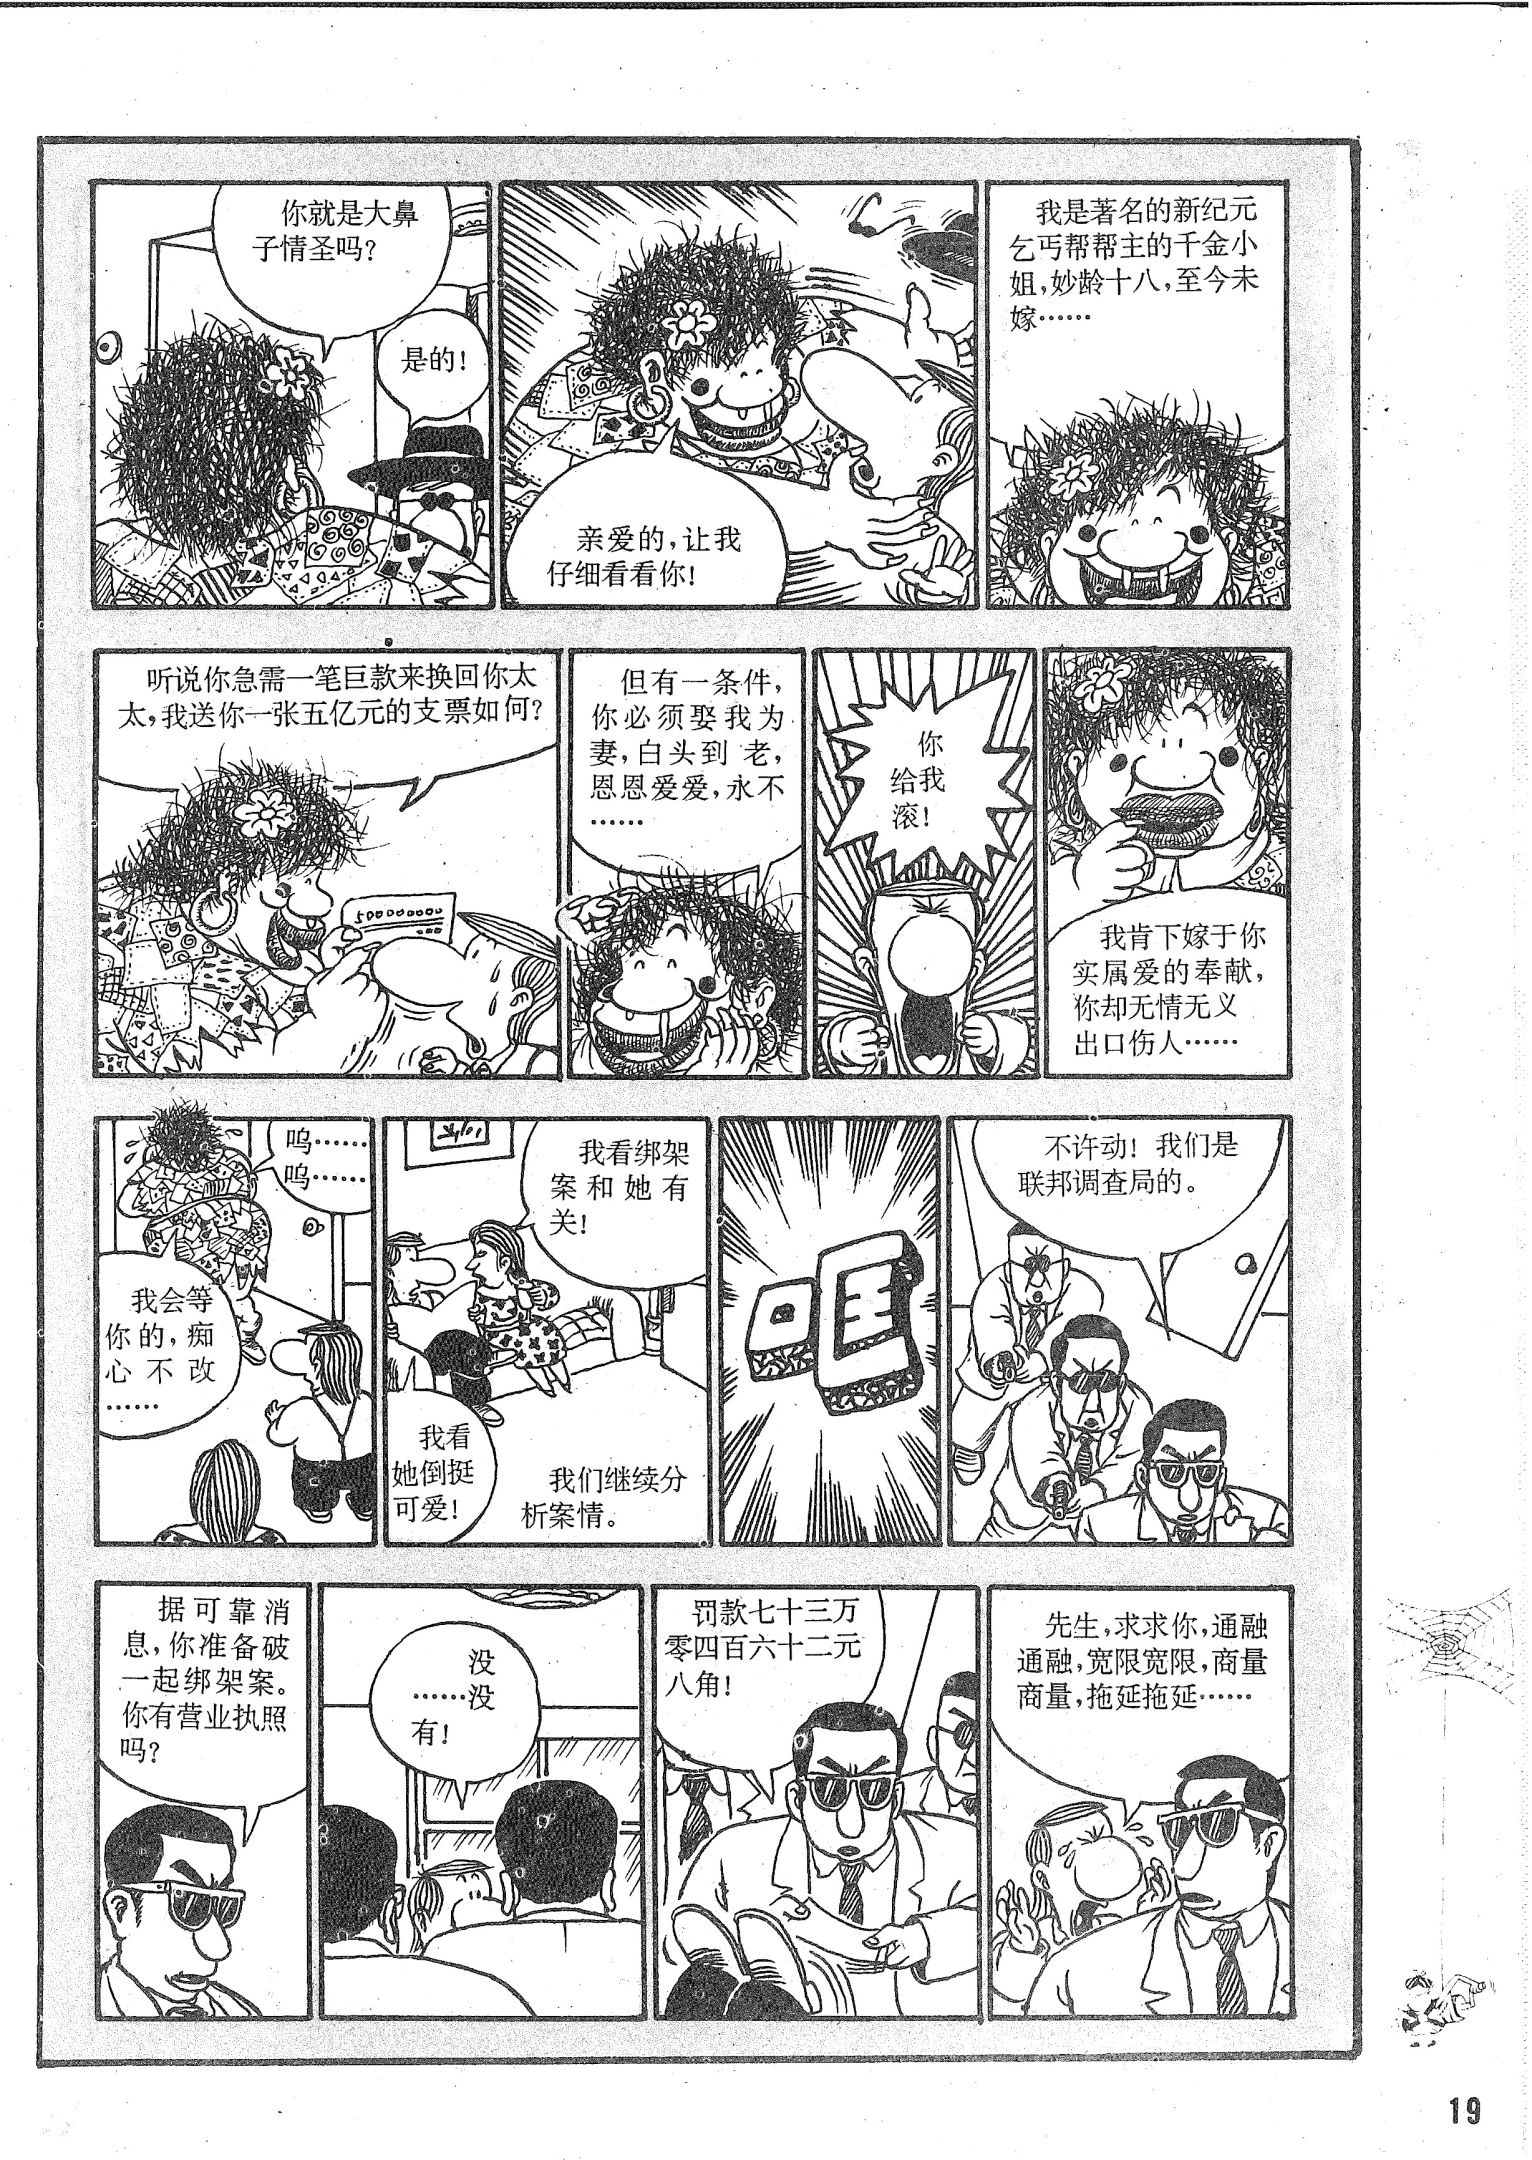 你就是大鼻
子情圣吗？
是的！
亲爱的，让我
仔细看看你！
我是著名的新纪元
乞丐帮帮主的千金小
姐，妙龄十八，至今未
嫁……
听说你急需一笔巨款来换回你太
太，我送你一张五亿元的支票如何？
500000000
但有一条件，
你必须娶我为
妻，白头到老，
恩恩爱爱，永不
……
你
给我
滚！
我肯下嫁于你
实属爱的奉献，
你却无情无义
出口伤人……
呜……
呜……
我会等
你的，痴
心不改
……
我看绑架
案和她有
关！
我看
她倒挺
可爱！
我们继续分
析案情。
哐
不许动！我们是
联邦调查局的。
据可靠消
息，你准备破
一起绑架案。
你有营业执照
吗？
没
……没
有！
罚款七十三万
零四百六十二元
八角！
先生，求求你，通融
通融，宽限宽限，商量
商量，拖延拖延……
19